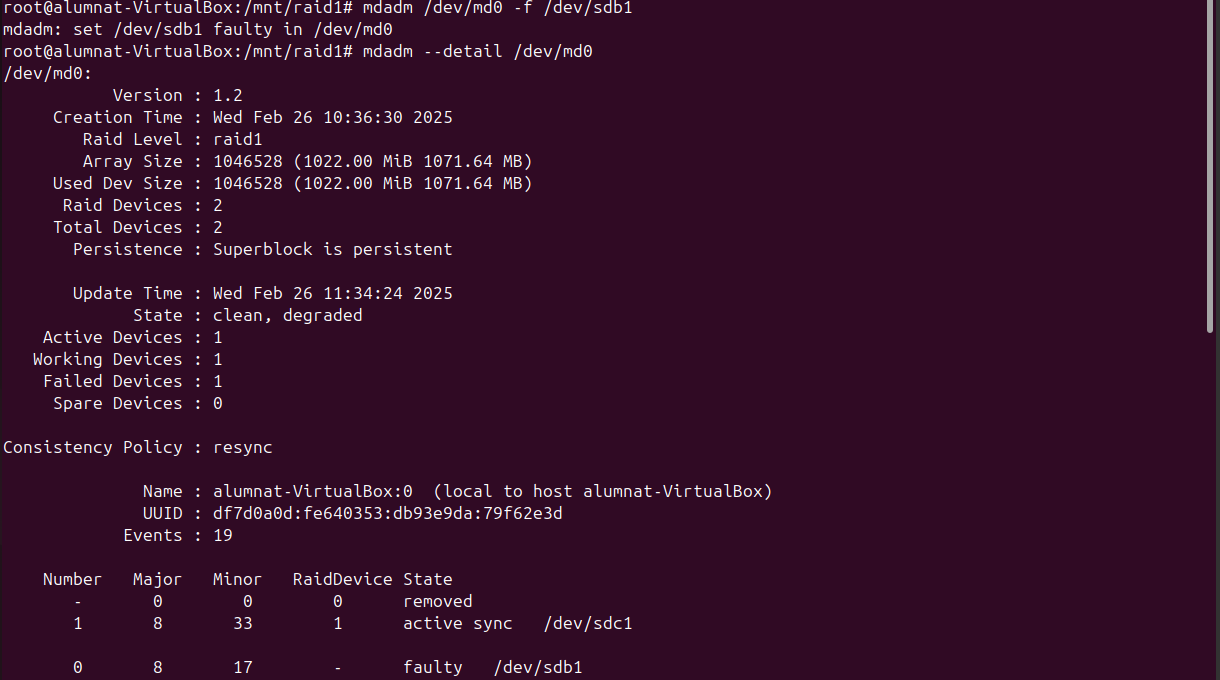 root@alumnat-VirtualBox:/mnt/raid1# mdadm /dev/md0 -f /dev/sdb1
mdadm: set /dev/sdb1 faulty in /dev/md0
root@alumnat-VirtualBox:/mnt/raid1# mdadm --detail /dev/md0
/dev/md0:
           Version : 1.2
     Creation Time : Wed Feb 26 10:36:30 2025
        Raid Level : raid1
        Array Size : 1046528 (1022.00 MiB 1071.64 MB)
     Used Dev Size : 1046528 (1022.00 MiB 1071.64 MB)
      Raid Devices : 2
     Total Devices : 2
       Persistence : Superblock is persistent

       Update Time : Wed Feb 26 11:34:24 2025
             State : clean, degraded
    Active Devices : 1
   Working Devices : 1
    Failed Devices : 1
     Spare Devices : 0

Consistency Policy : resync

              Name : alumnat-VirtualBox:0  (local to host alumnat-VirtualBox)
              UUID : df7d0a0d:fe640353:db93e9da:79f62e3d
            Events : 19

    Number   Major   Minor   RaidDevice State
       -       0        0        0      removed
       1       8       33        1      active sync   /dev/sdc1

       0       8       17        -      faulty   /dev/sdb1